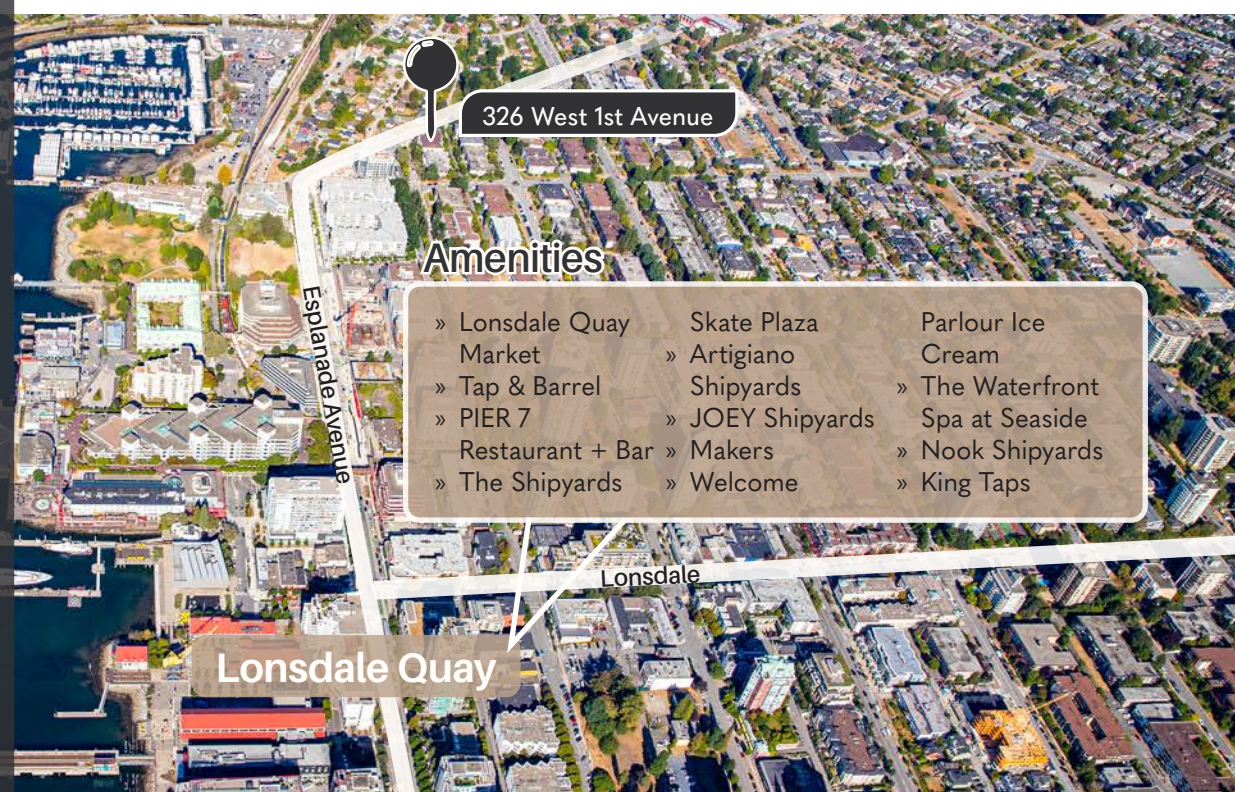 326 West 1st Avenue
Amenities
» Lonsdale Quay
Market
» Tap & Barrel
» PIER 7
Restaurant + Bar
» The Shipyards
Skate Plaza
» Artigiano
Shipyards
» JOEY Shipyards
» Makers
» Welcome
Parlour Ice
Cream
» The Waterfront
Spa at Seaside
» Nook Shipyards
» King Taps
Esplanade Avenue
Lonsdale
Lonsdale Quay